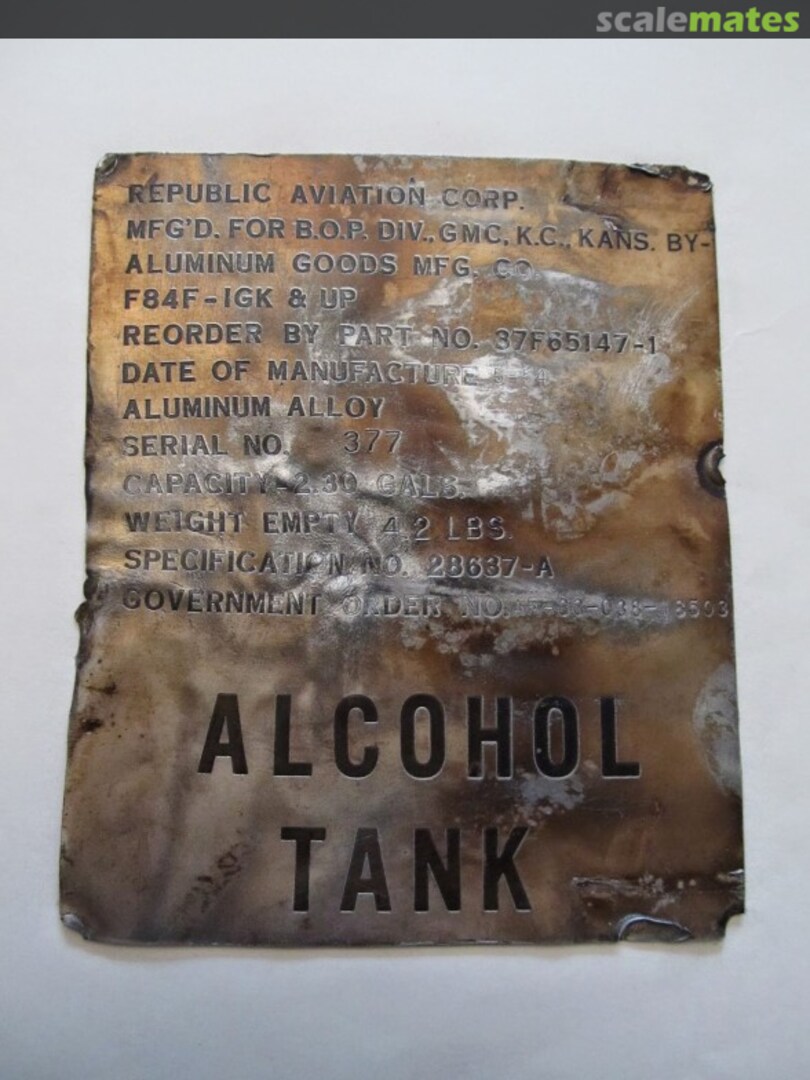 scalemates
REPUBLIC AVIATION CORP.
MFG'D. FOR B.O.P. DIV., GMC, K.C., KANS. BY-
ALUMINUM GOODS MFG. CO.
F84F-IGK & UP
REORDER BY PART NO. 37F65147-1
DATE OF MANUFACTURE
ALUMINUM ALLOY
SERIAL NO. 377
CAPACITY-2.30 GALS.
WEIGHT EMPTY 4.2 LBS.
SPECIFICATION NO. 28637-A
GOVERNMENT ORDER NO.
ALCOHOL
TANK